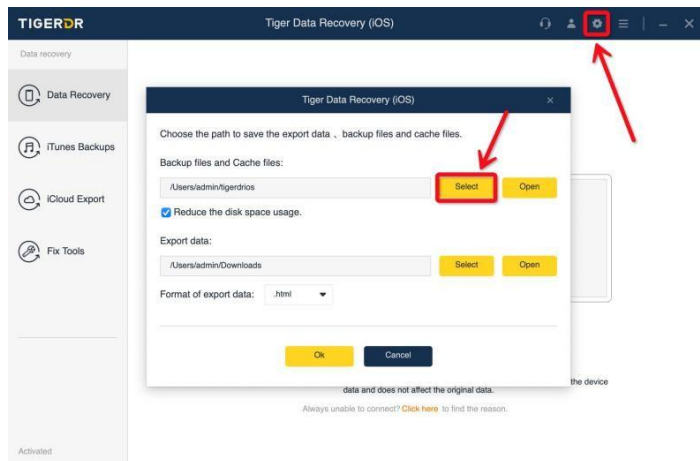 TIGERDR
Tiger Data Recovery (iOS)
Data recovery
Data Recovery
iTunes Backups
iCloud Export
Fix Tools
Activated
Tiger Data Recovery (iOS)
Choose the path to save the export data 、backup files and cache files.
Backup files and Cache files:
/Users/admin/tigerdrios
Select
Open
Reduce the disk space usage.
Export data:
/Users/admin/Downloads
Select
Open
Format of export data: .html
Ok
Cancel
the device
data and does not affect the original data.
Always unable to connect? Click here to find the reason.